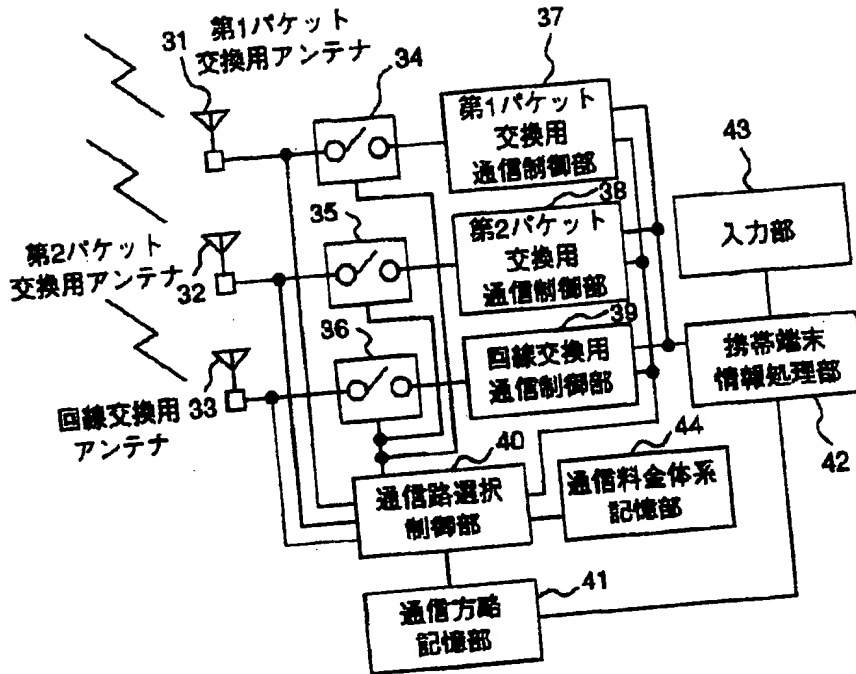 31
第1パケット
交換用アンテナ
34
37
第1パケット
交換用
通信制御部
43
入力部
第2パケット
交換用アンテナ
32
35
38
第2パケット
交換用
通信制御部
36
39
回線交換用
通信制御部
携帯端末
情報処理部
42
回線交換用
アンテナ
33
40
通信路選択
制御部
44
通信料金体系
記憶部
41
通信方略
記憶部